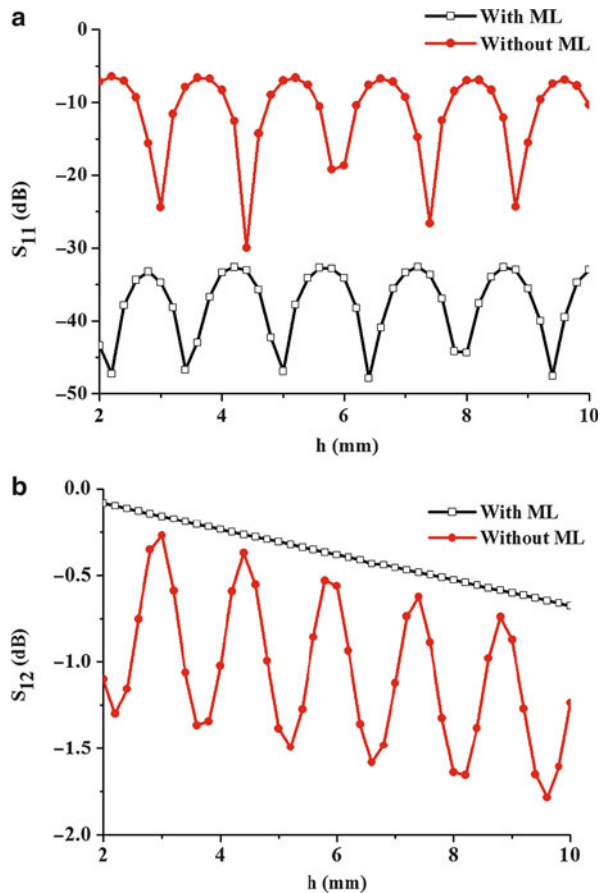 a
With ML
Without ML
0
–10
–20
–30
–40
–50
S11 (dB)
2
4
6
8
10
h (mm)
b
With ML
Without ML
0.0
–0.5
–1.0
–1.5
–2.0
S12 (dB)
2
4
6
8
10
h (mm)